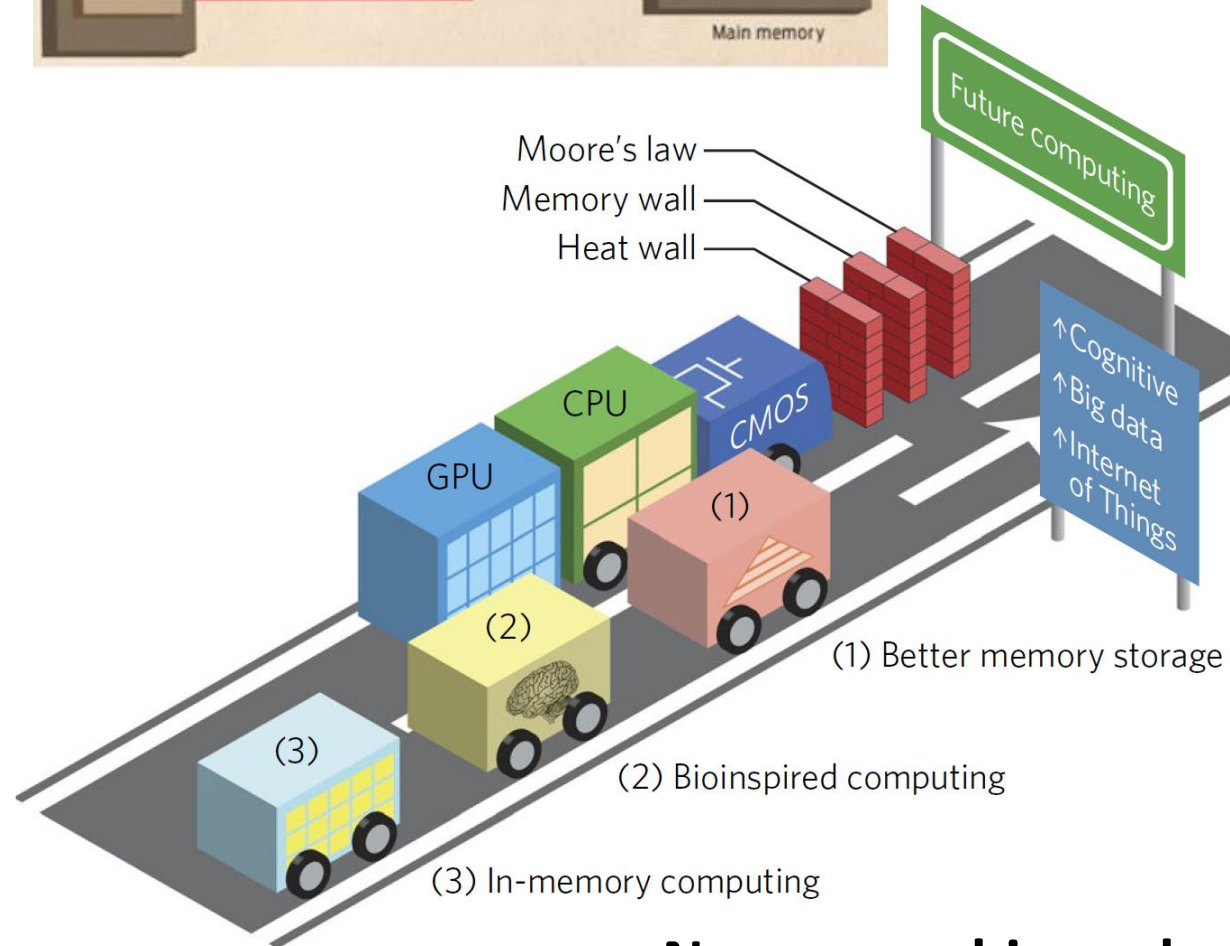 Main memory
Future computing
Moore's law
Memory wall
Heat wall
↑Cognitive
↑Big data
↑Internet
of Things
CMOS
CPU
GPU
(1)
(2)
(3)
(1) Better memory storage
(2) Bioinspired computing
(3) In-memory computing